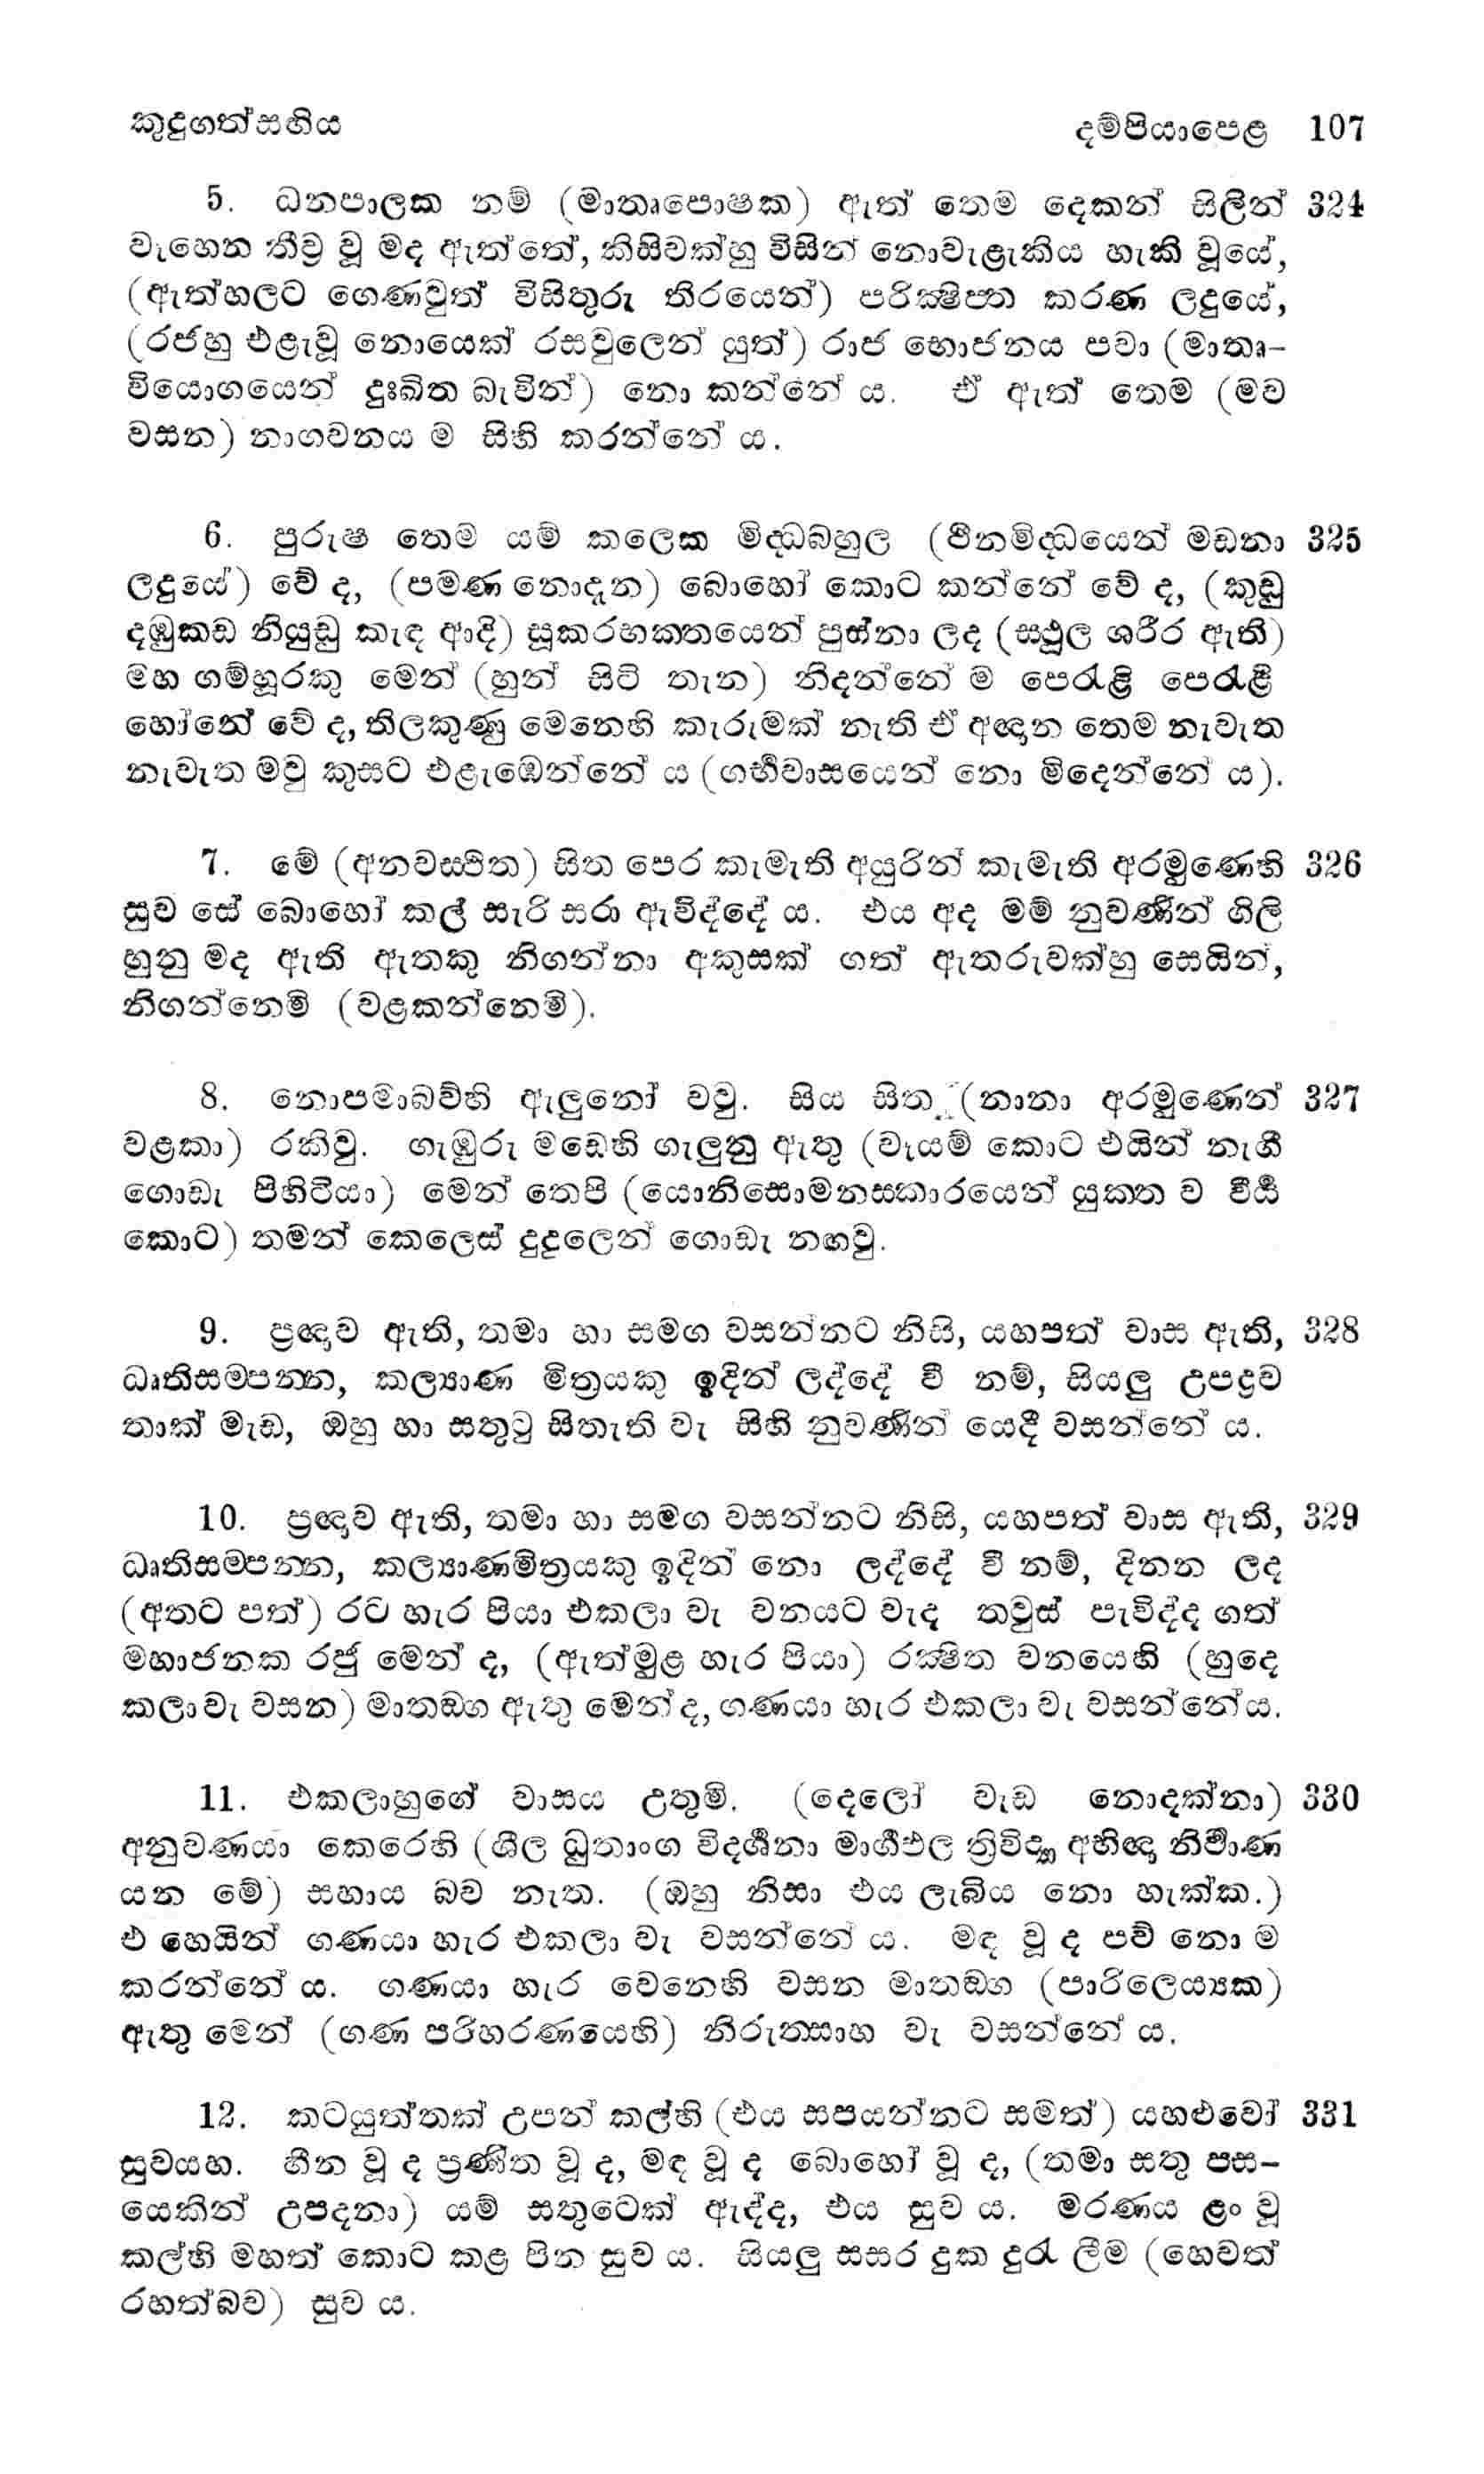 කුදුගත්සඟිය
දම්පියාපෙළ 107
5. ධනපාලක නම් (මාතෘපොෂක) ඇත් තෙම දෙකන් සිලින් 324
වෑහෙන තීව්‍ර වූ මද ඇත්තේ, කිසිවක්හු විසින් නොවැළැකිය හැකි වූයේ,
(ඇත්හලට ගෙණවුත් විසිතුරු තිරයෙන්) පරික්‍ෂිප්ත කරණ ලදුයේ,
(රජහු එළැවූ නොයෙක් රසවුලෙන් යුත්) රාජ භොජනය පවා (මාතෘ-
වියොගයෙන් දුඃඛිත බැවින්) නො කන්නේ ය. ඒ ඇත් තෙම (මව
වසන) නාගවනය ම සිහි කරන්නේ ය.
6. පුරුෂ තෙම යම් කලෙක මිද්ධබහුල (ථීනමිද්ධයෙන් මඩනා 325
ලදුයේ) වේ ද, (පමණ නොදැන) බොහෝ කොට කන්නේ වේ ද, (කුඩු
දඹුකඩ නියුඩු කැඳ ආදි) සූකරභක්තයෙන් පුස්නා ලද (ස්ථූල ශරීර ඇති)
මහ ගම්හූරකු මෙන් (හුන් සිටි තැන) නිදන්නේ ම පෙරැළි පෙරැළී
හෝනේ වේ ද, තිලකුණු මෙනෙහි කැරුමක් නැති ඒ අඥාන තෙම නැවැත
නැවැත මවු කුසට එළැඹෙන්නේ ය (ගර්භවාසයෙන් නො මිදෙන්නේ ය).
7. මේ (අනවස්ථිත) සිත පෙර කැමැති අයුරින් කැමැති අරමුණෙහි 326
සුව සේ බොහෝ කල් සැරි සරා ඇවිද්දේ ය. එය අද මම් නුවණින් ගිලි
හුනු මද ඇති ඇතකු නිගන්නා අකුසක් ගත් ඇතරුවක්හු සෙයින්,
නිගන්නෙමි (වළකන්නෙමි).
8. නොපමාබව්හි ඇලුනෝ වවු. සිය සිත (නානා අරමුණෙන් 327
වළකා) රකිවු. ගැඹුරු මඩෙහි ගැලුනු ඇතු (වෑයම් කොට එයින් නැඟී
ගොඩැ පිහිටියා) මෙන් තෙපි (යොනිසොමනසකාරයෙන් යුක්ත ව වීර්‍ය්‍ය
කොට) තමන් කෙලෙස් දුදුලෙන් ගොඩැ නඟවු.
9. ප්‍රඥාව ඇති, තමා හා සමග වසන්නට නිසි, යහපත් වාස ඇති, 328
ධෘතිසම්පන්න, කල්‍යාණ මිත්‍රයකු ඉදින් ලද්දේ වී නම්, සියලු උපද්‍රව
තාක් මැඩ, ඔහු හා සතුටු සිතැති වැ සිහි නුවණින් යෙදී වසන්නේ ය.
10. ප්‍රඥාව ඇති, තමා හා සමග වසන්නට නිසි, යහපත් වාස ඇති, 329
ධෘතිසම්පන්න, කල්‍යාණමිත්‍රයකු ඉදින් නො ලද්දේ වී නම්, දිනන ලද
(අතට පත්) රට හැර පියා එකලා වැ වනයට වැද තවුස් පැවිද්ද ගත්
මහාජනක රජු මෙන් ද, (ඇත්මුළ හැර පියා) රක්‍ෂිත වනයෙහි (හුදෙ
කලාවැ වසන) මාතඞ්ග ඇතු මෙන්ද, ගණයා හැර එකලා වැ වසන්නේය.
11. එකලාහුගේ වාසය උතුමි. (දෙලෝ වැඩ නොදක්නා) 330
අනුවණයා කෙරෙහි (ශීල ධුතාංග විදර්ශනා මාර්ගඵල ත්‍රිවිද්‍යා අභිඥා නිර්වාණ
යන මේ) සහාය බව නැත. (ඔහු නිසා එය ලැබිය නො හැක්ක.)
එ හෙයින් ගණයා හැර එකලා වැ වසන්නේ ය. මඳ වූ ද පව් නො ම
කරන්නේ ය. ගණයා හැර වෙනෙහි වසන මාතඞ්ග (පාරිලෙය්‍යක)
ඇතු මෙන් (ගණ පරිහරණයෙහි) නිරුත්සාහ වැ වසන්නේ ය.
12. කටයුත්තක් උපන් කල්හි (එය සපයන්නට සමත්) යහළුවෝ 331
සුවයහ. හීන වූ ද ප්‍රණීත වූ ද, මඳ වූ ද බොහෝ වූ ද, (තමා සතු පස-
යෙකින් උපදනා) යම් සතුටෙක් ඇද්ද, එය සුව ය. මරණය ළං වූ
කල්හි මහත් කොට කළ පින සුව ය. සියලු සසර දුක දුරැ ලීම (හෙවත්
රහත්බව) සුව ය.